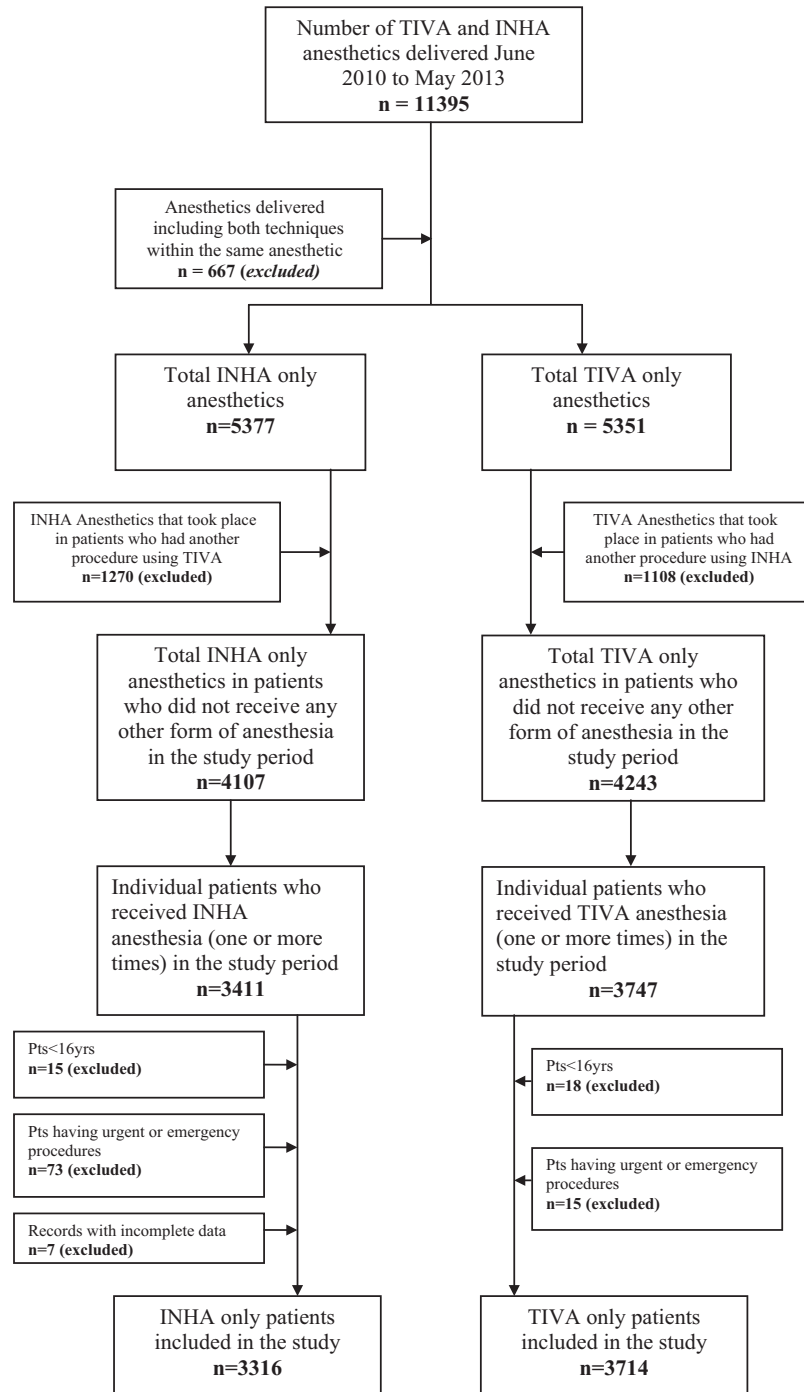 Number of TIVA and INHA
anesthetics delivered June
2010 to May 2013
n = 11395
Anesthetics delivered
including both techniques
within the same anesthetic
n = 667 (excluded)
Total INHA only
anesthetics
n=5377
Total TIVA only
anesthetics
n = 5351
INHA Anesthetics that took place
in patients who had another
procedure using TIVA
n=1270 (excluded)
TIVA Anesthetics that took
place in patients who had
another procedure using INHA
n=1108 (excluded)
Total INHA only
anesthetics in patients
who did not receive any
other form of anesthesia
in the study period
n=4107
Total TIVA only
anesthetics in patients who
did not receive any other
form of anesthesia in the
study period
n=4243
Individual patients who
received INHA
anesthesia (one or more
times) in the study period
n=3411
Individual patients who
received TIVA anesthesia
(one or more times) in the
study period
n=3747
Pts<16yrs
n=15 (excluded)
Pts<16yrs
n=18 (excluded)
Pts having urgent or emergency
procedures
n=73 (excluded)
Pts having urgent or emergency
procedures
n=15 (excluded)
Records with incomplete data
n=7 (excluded)
INHA only patients
included in the study
n=3316
TIVA only patients
included in the study
n=3714